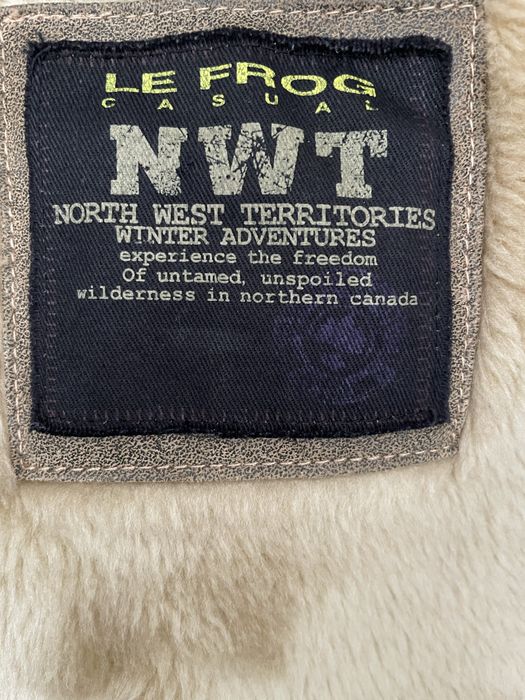 LE FROG
CASUAL
NWT
NORTH WEST TERRITORIES
WINTER ADVENTURES
experience the freedom
Of untamed, unspoiled
wilderness in northern canada